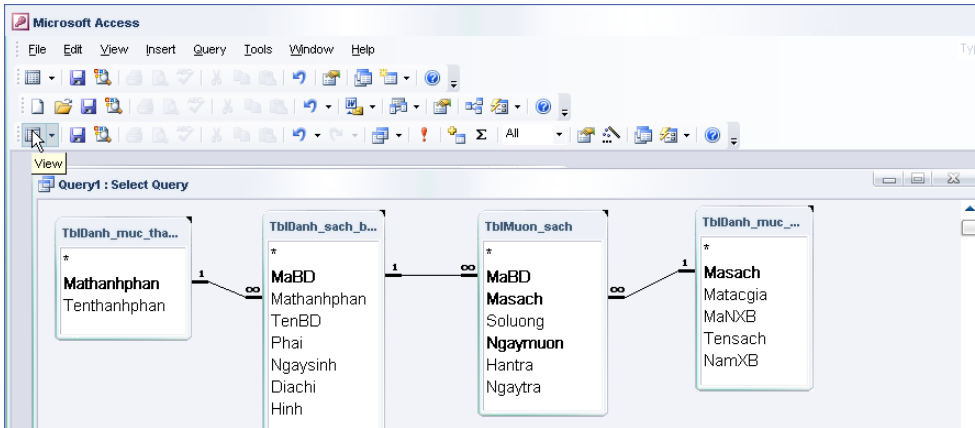 Microsoft Access
File Edit View Insert Query Tools Window Help
Typ
All
View
Query1 : Select Query
TblDanh_muc_tha...
*
Mathanhphan
Tenthanhphan
1
∞
TblDanh_sach_b...
*
MaBD
Mathanhphan
TenBD
Phai
Ngaysinh
Diachi
Hinh
1
∞
TblMuon_sach
*
MaBD
Masach
Soluong
Ngaymuon
Hantra
Ngaytra
∞
1
TblDanh_muc_...
*
Masach
Matacgia
MaNXB
Tensach
NamXB